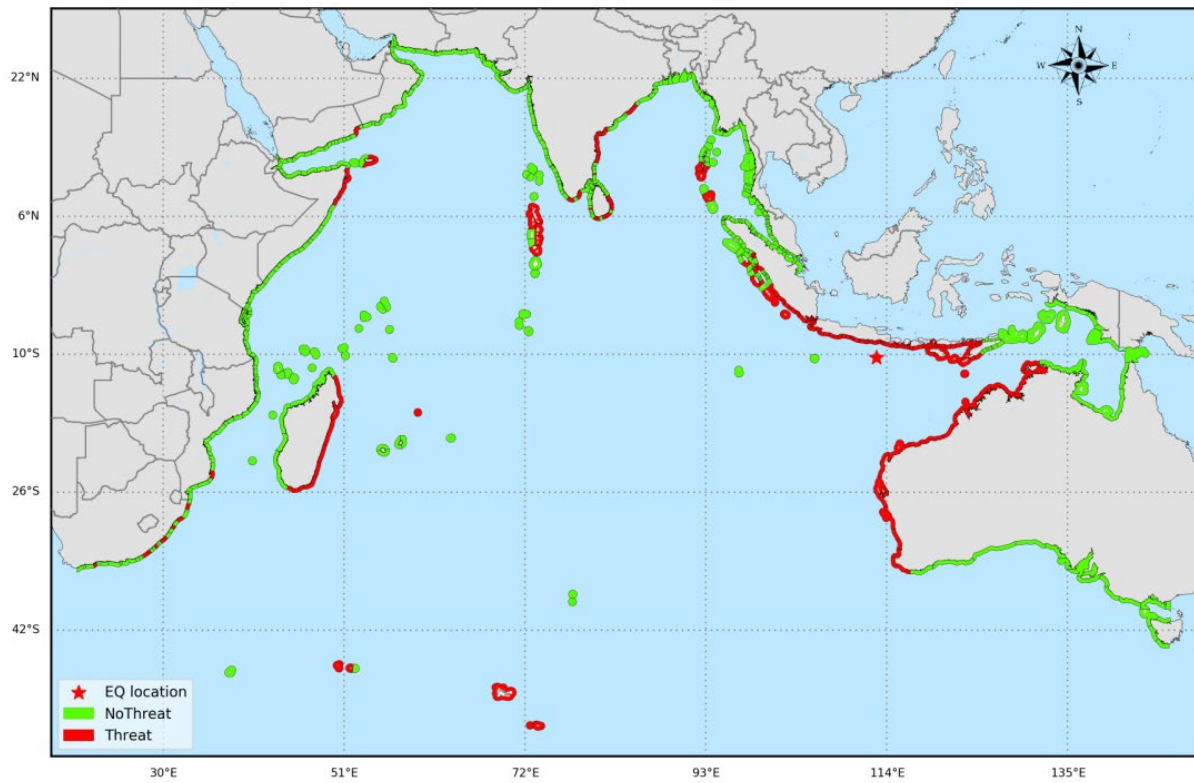 N
W E
S
22°N
6°N
10°S
26°S
42°S
EQ location
NoThreat
Threat
30°E 51°E 72°E 93°E 114°E 135°E